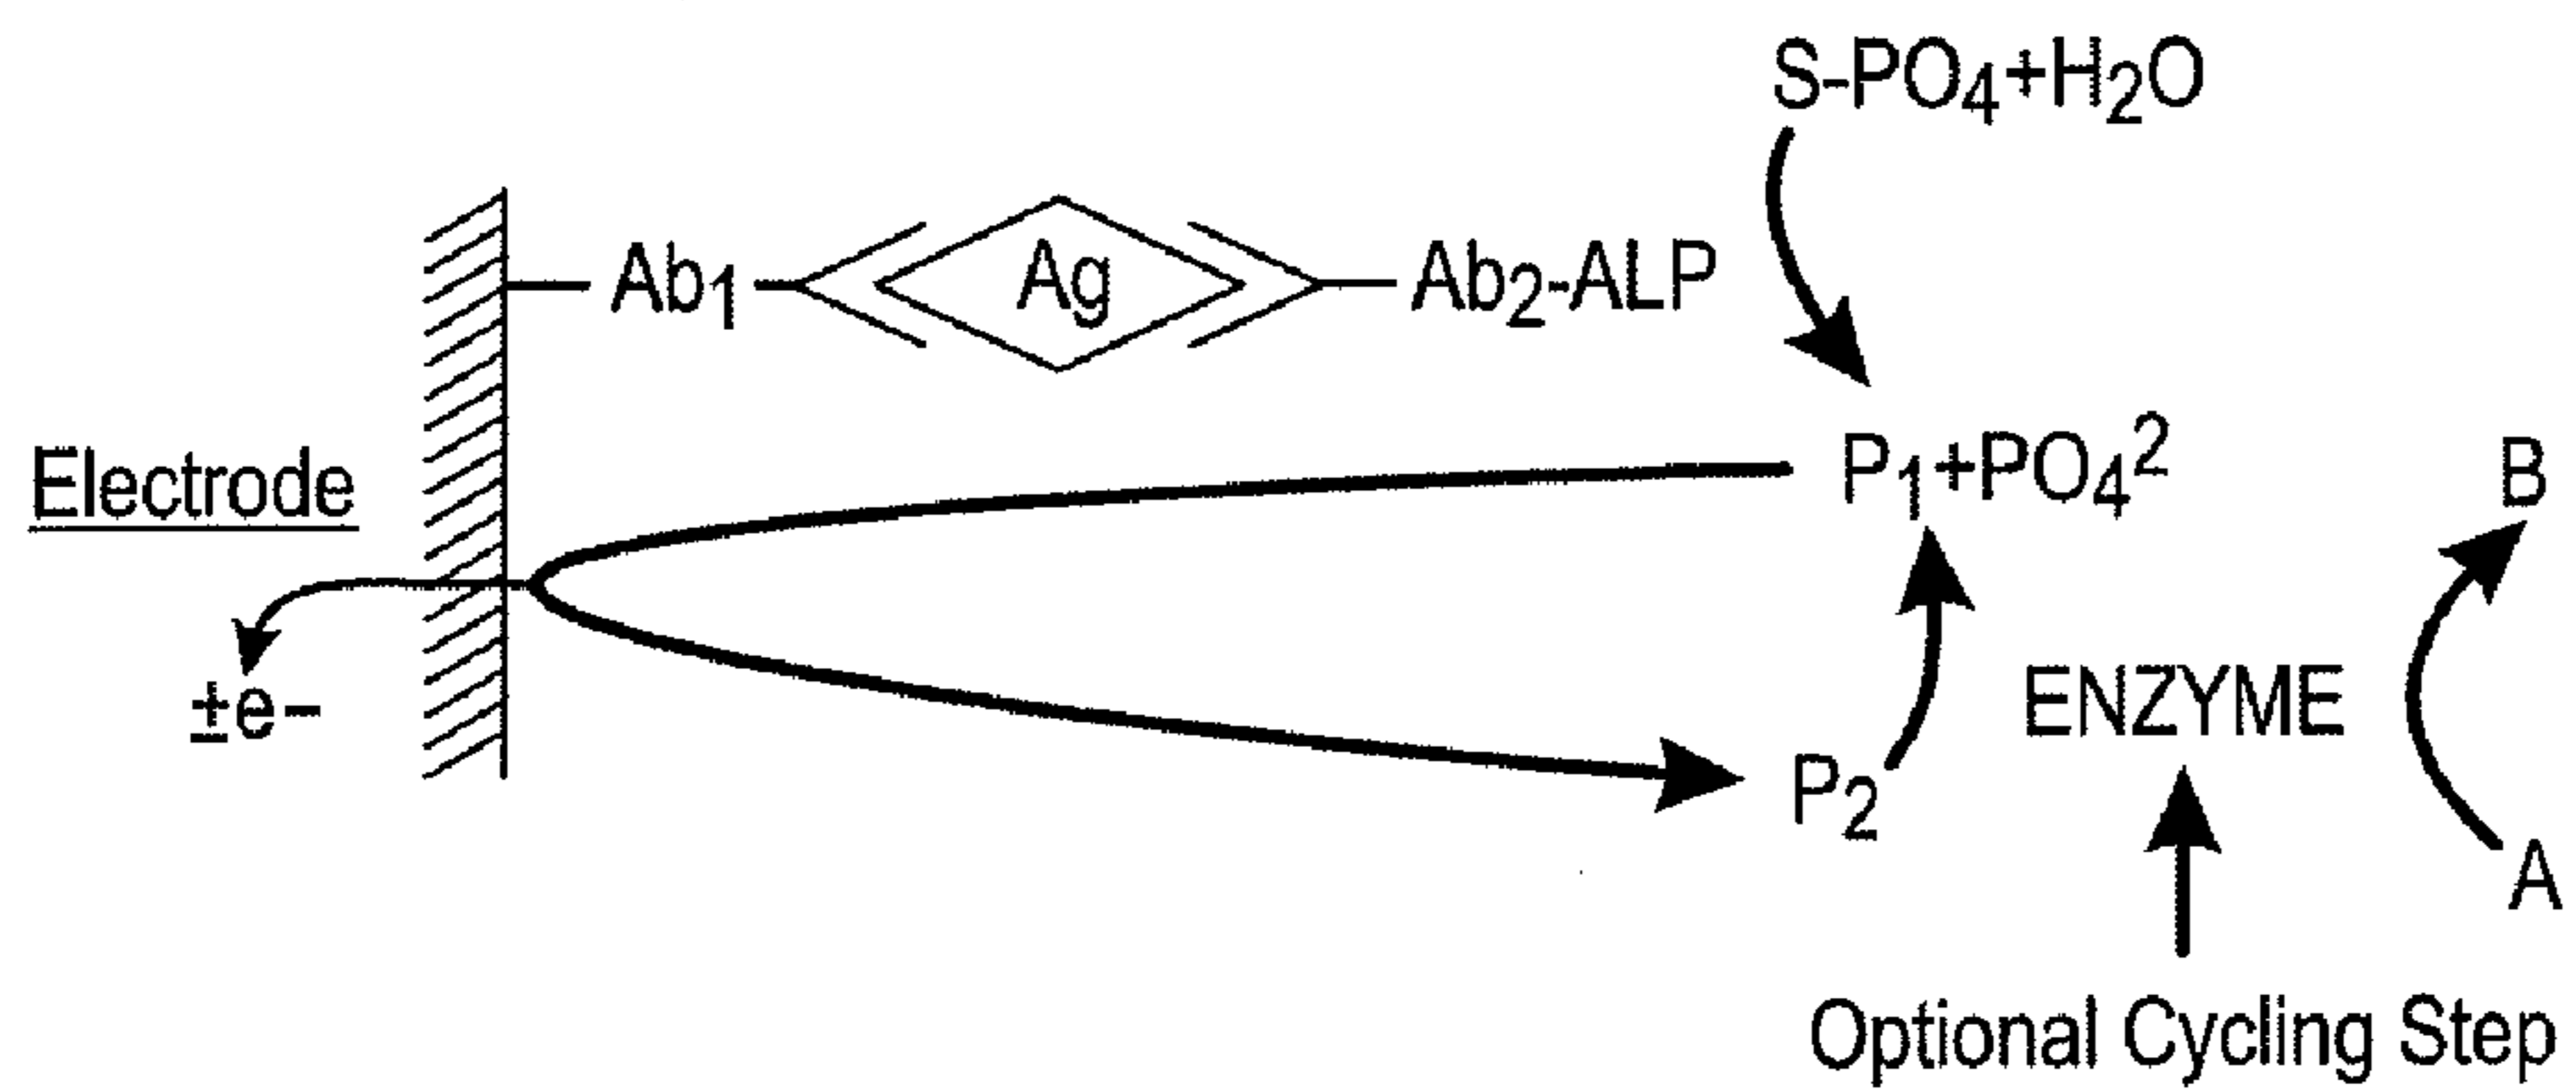 S-PO₄+H₂O
Ab₁
Ag
Ab₂-ALP
Electrode
P₁+PO₄²
B
±e−
ENZYME
P₂
A
Optional Cycling Step